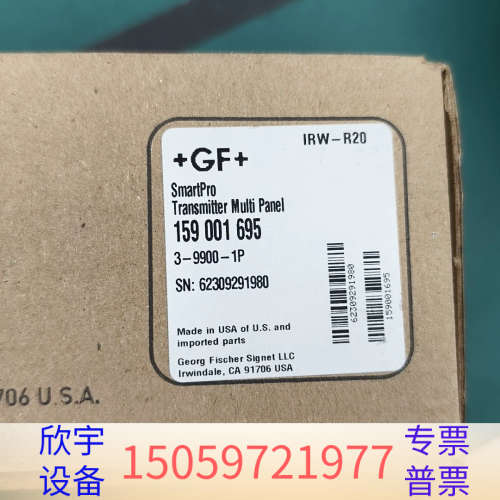 IRW-R20
+GF+
SmartPro
Transmitter Multi Panel
159 001 695
3-9900-1P
SN: 62309291980
62309291980
159001695
Made in USA of U.S. and
imported parts
Georg Fischer Signet LLC
Irwindale, CA 91706 USA
706 U.S.A.
欣宇 15059721977 专票
设备 普票